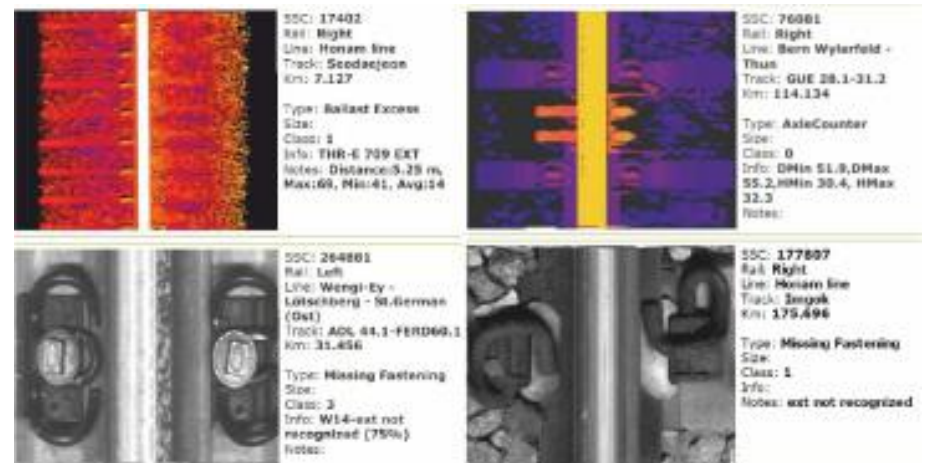 SSC: 17402
Rail: Right
Line: Honam line
Track: Seodaejeon
Km: 7.127
Type: Ballast Excess
Size:
Class: 1
Info: THR-E 709 EXT
Notes: Distance:5.25 m,
Max:69, Min:41, Avg:14
SSC: 76081
Rail: Right
Line: Bern Wylerfeld -
Thun
Track: GUE 28.1-31.2
Km: 114.134
Type: AxleCounter
Size:
Class: 0
Info: DMin 51.9,DMax
55.2,HMin 30.4, HMax
32.3
Notes:
SSC: 264801
Rail: Left
Line: Wengi-Ey -
Lötschberg - St.German
(Ost)
Track: ADL 44.1-FERD60.1
Km: 31.456
Type: Missing Fastening
Size:
Class: 3
Info: W14-ext not
recognized (75%)
Notes:
SSC: 177807
Rail: Right
Line: Honam line
Track: Imgok
Km: 175.696
Type: Missing Fastening
Size:
Class: 1
Info:
Notes: ext not recognized